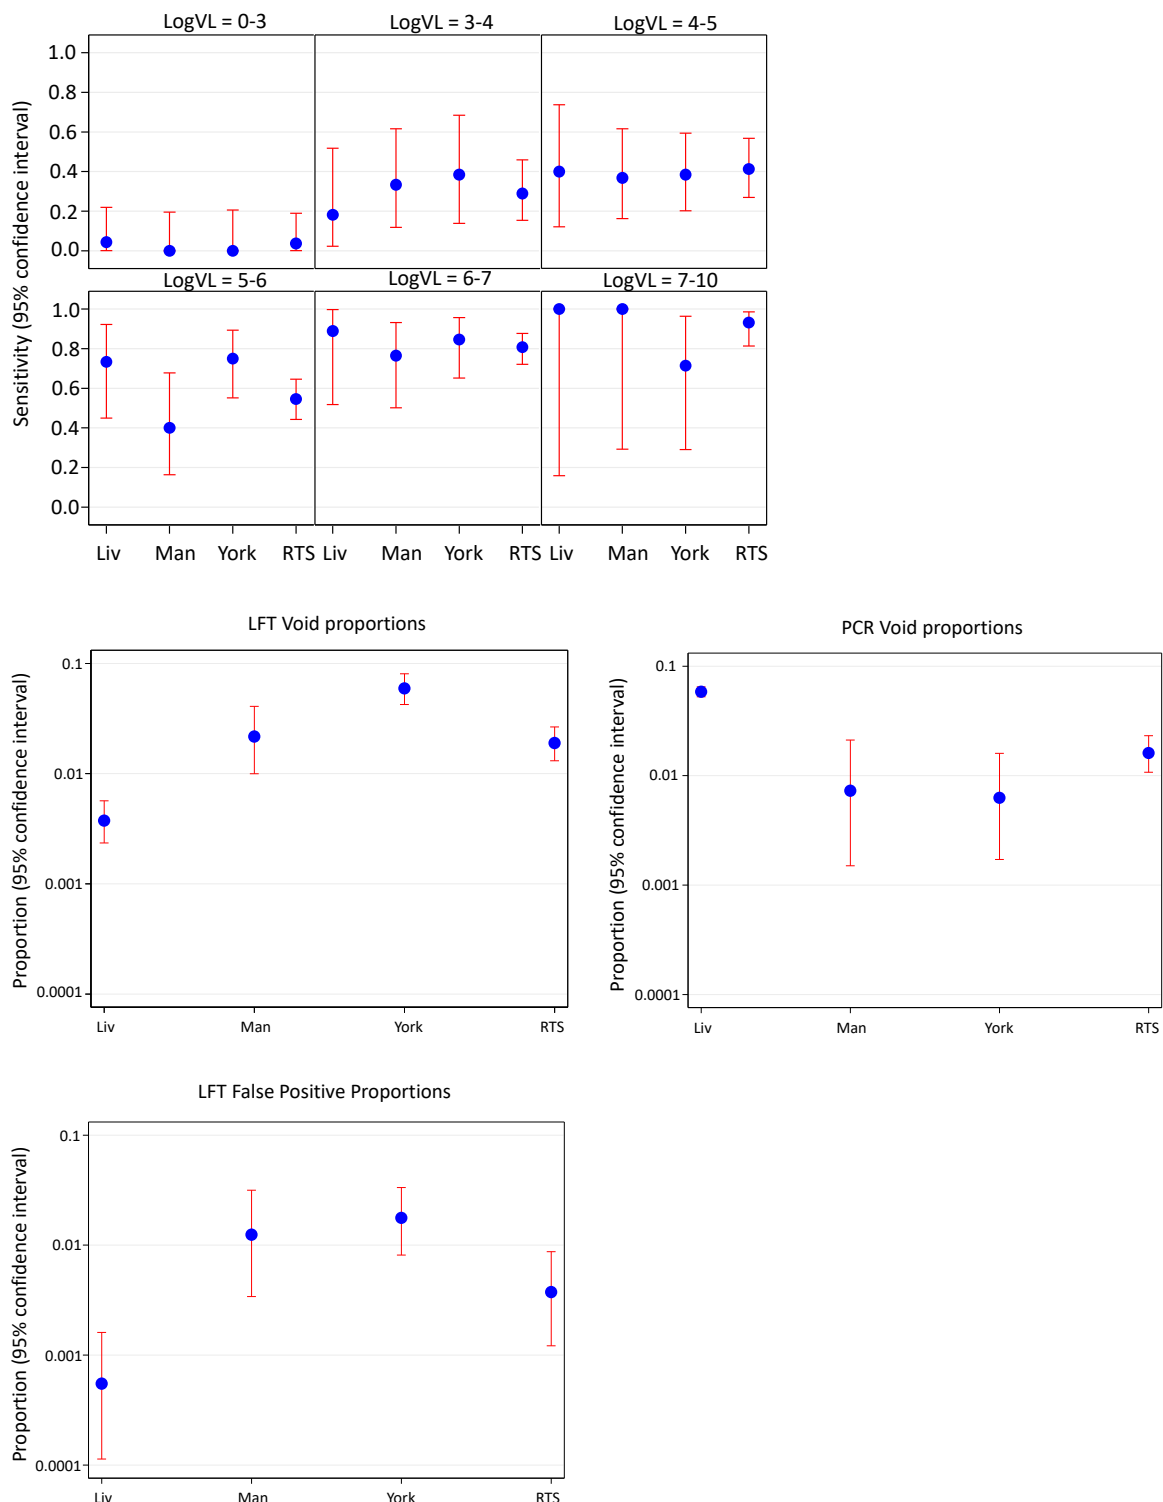 LogVL = 0-3 LogVL = 3-4 LogVL = 4-5
Sensitivity (95% confidence interval)
1.0
0.8
0.6
0.4
0.2
0.0
LogVL = 5-6 LogVL = 6-7 LogVL = 7-10
1.0
0.8
0.6
0.4
0.2
0.0
Liv Man York RTS Liv Man York RTS Liv Man York RTS
LFT Void proportions
Proportion (95% confidence interval)
0.1
0.01
0.001
0.0001
Liv Man York RTS
PCR Void proportions
Proportion (95% confidence interval)
0.1
0.01
0.001
0.0001
Liv Man York RTS
LFT False Positive Proportions
Proportion (95% confidence interval)
0.1
0.01
0.001
0.0001
Liv Man York RTS